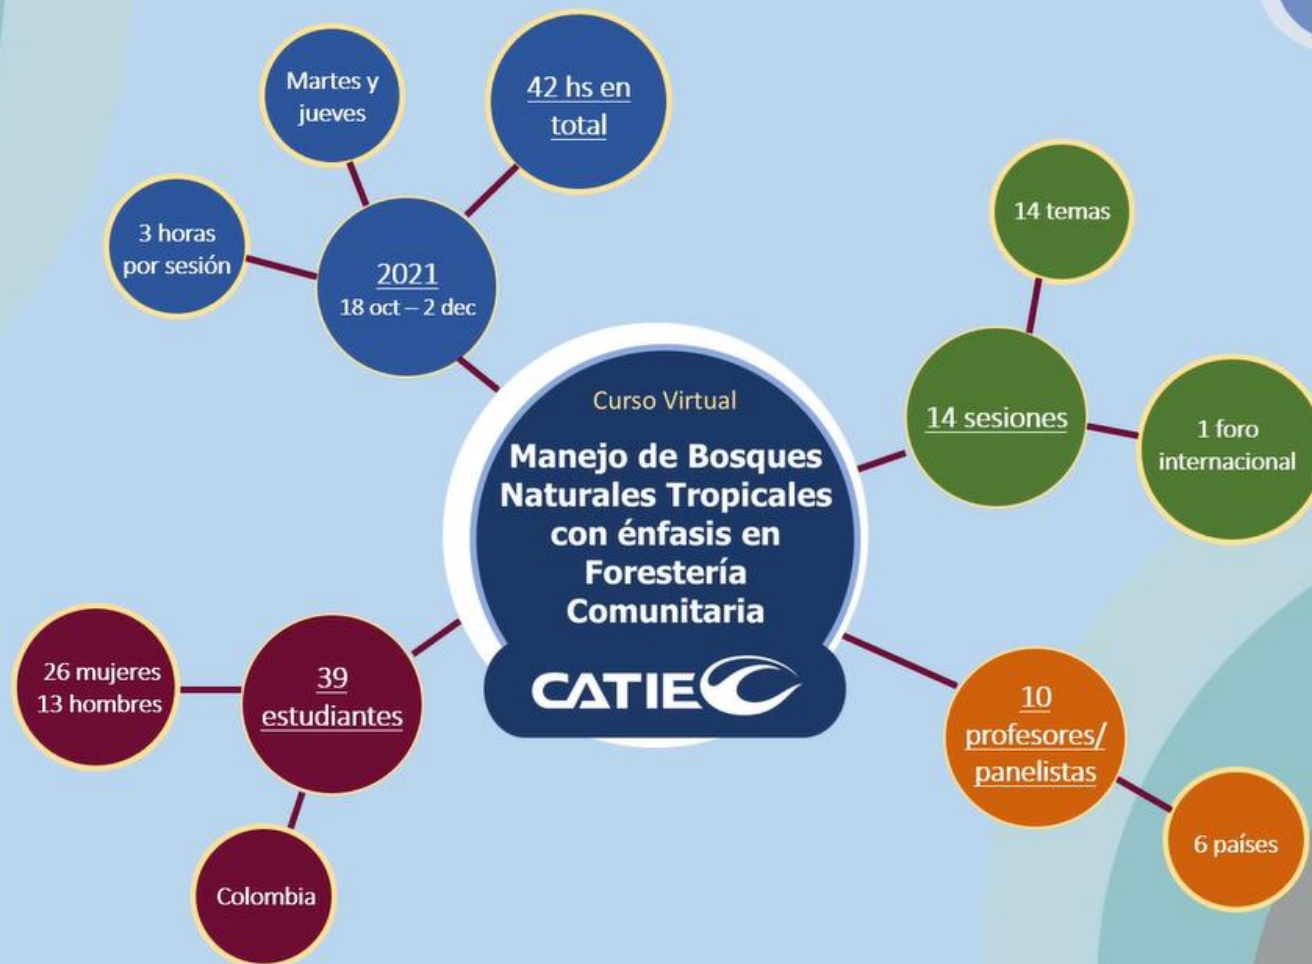 Martes y
jueves
42 hs en
total
3 horas
por sesión
2021
18 oct – 2 dec
14 temas
14 sesiones
1 foro
internacional
Curso Virtual
Manejo de Bosques
Naturales Tropicales
con énfasis en
Forestería
Comunitaria
CATIE
26 mujeres
13 hombres
39
estudiantes
Colombia
10
profesores/
panelistas
6 países